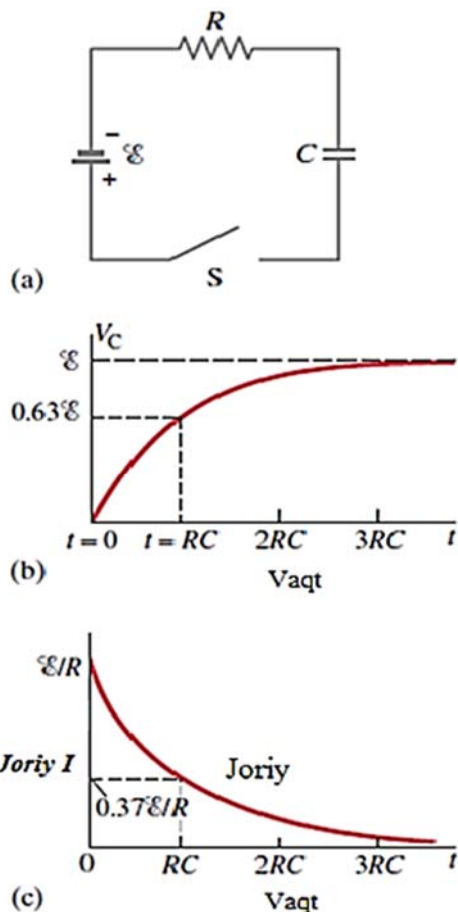 R
−
ℰ
+
C
S
(a)
V_C
ℰ
0.63ℰ
t = 0 t = RC 2RC 3RC t
(b)
Vaqt
ℰ/R
Joriy I
Joriy
0.37ℰ/R
0 RC 2RC 3RC t
(c)
Vaqt